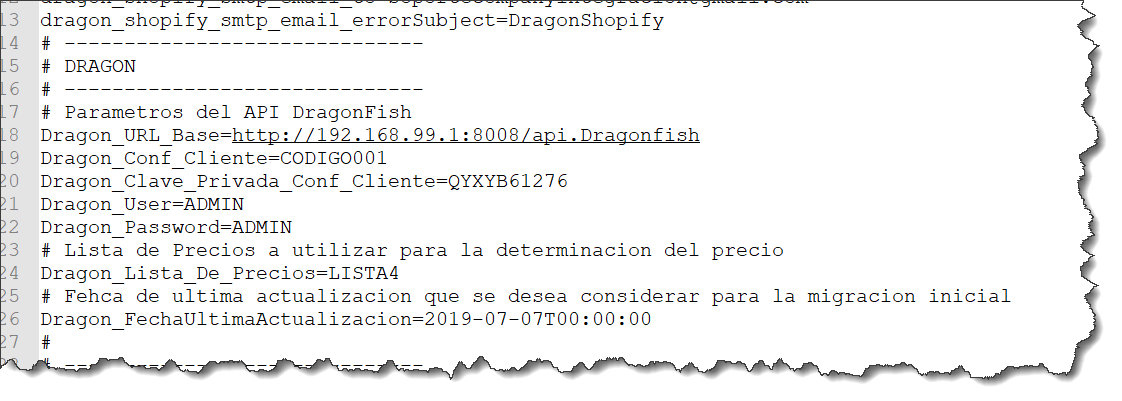 13 dragon_shopify_smtp_email_errorSubject=DragonShopify
14 # ------------------------------
15 # DRAGON
16 # ------------------------------
17 # Parametros del API DragonFish
18 Dragon_URL_Base=http://192.168.99.1:8008/api.Dragonfish
19 Dragon_Conf_Cliente=CODIGO001
20 Dragon_Clave_Privada_Conf_Cliente=QYXYB61276
21 Dragon_User=ADMIN
22 Dragon_Password=ADMIN
23 # Lista de Precios a utilizar para la determinacion del precio
24 Dragon_Lista_De_Precios=LISTA4
25 # Fehca de ultima actualizacion que se desea considerar para la migracion inicial
26 Dragon_FechaUltimaActualizacion=2019-07-07T00:00:00
27 #